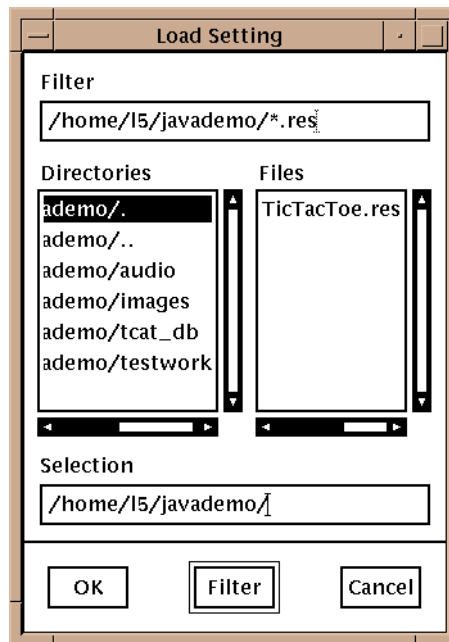 Load Setting
Filter
/home/l5/javademo/*.res
Directories
ademo/.
ademo/..
ademo/audio
ademo/images
ademo/tcat_db
ademo/testwork
Files
TicTacToe.res
Selection
/home/l5/javademo/
OK
Filter
Cancel